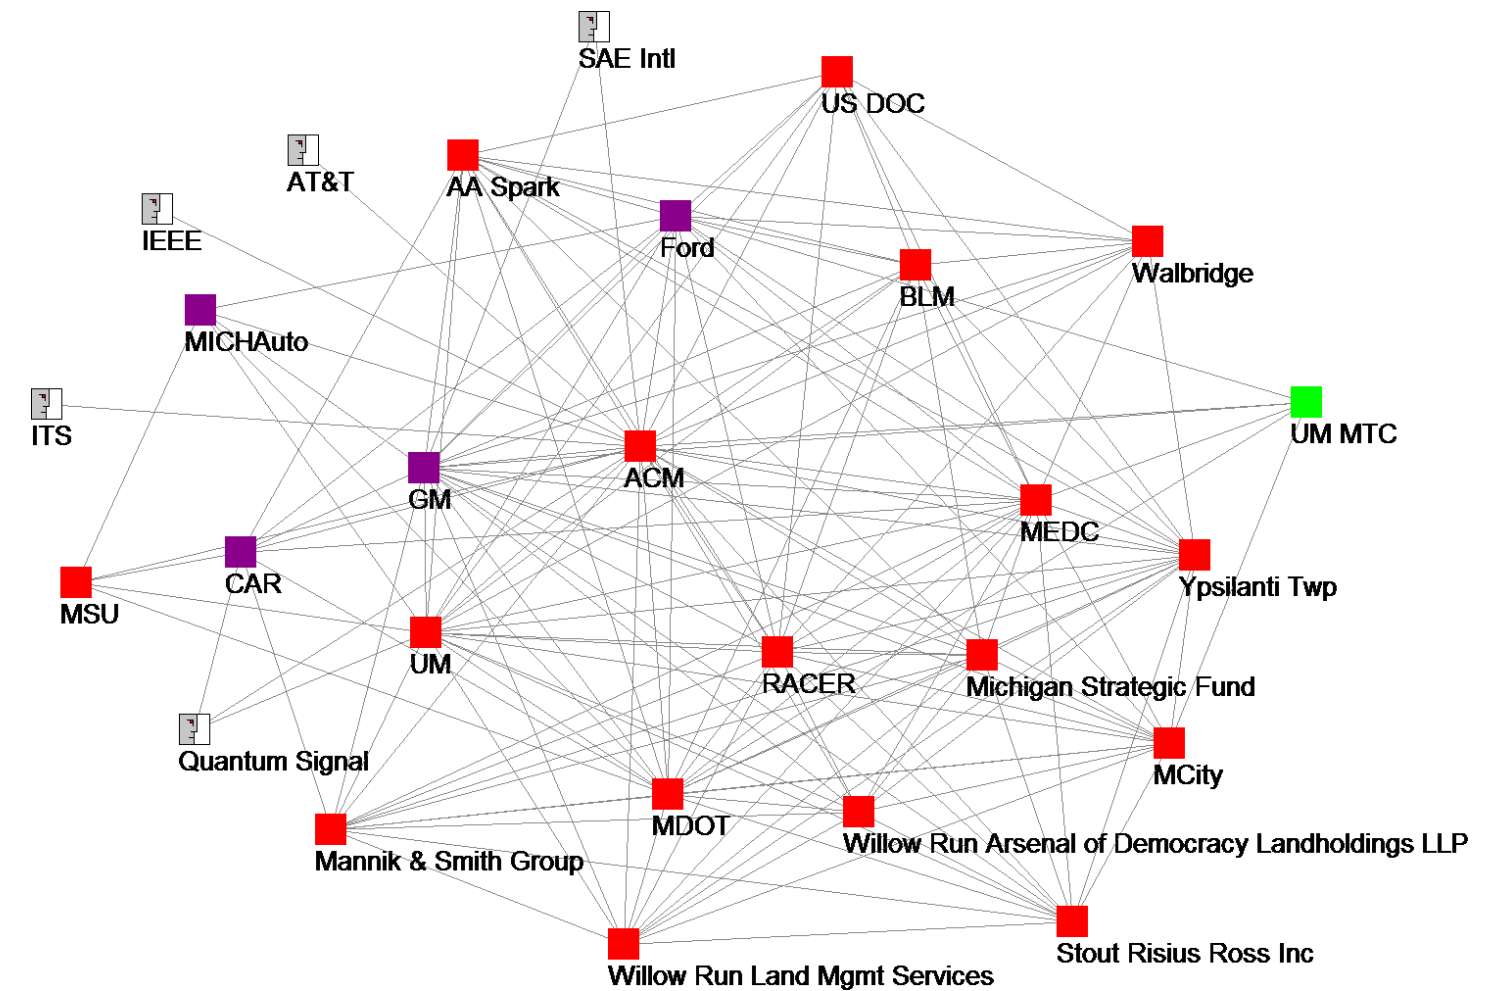 SAE Intl
US DOC
AT&T
AA Spark
IEEE
Ford
Walbridge
BLM
MICHAuto
ITS
UM MTC
ACM
GM
MEDC
CAR
Ypsilanti Twp
MSU
UM
RACER
Michigan Strategic Fund
Quantum Signal
MCity
MDOT
Willow Run Arsenal of Democracy Landholdings LLP
Mannik & Smith Group
Stout Risius Ross Inc
Willow Run Land Mgmt Services